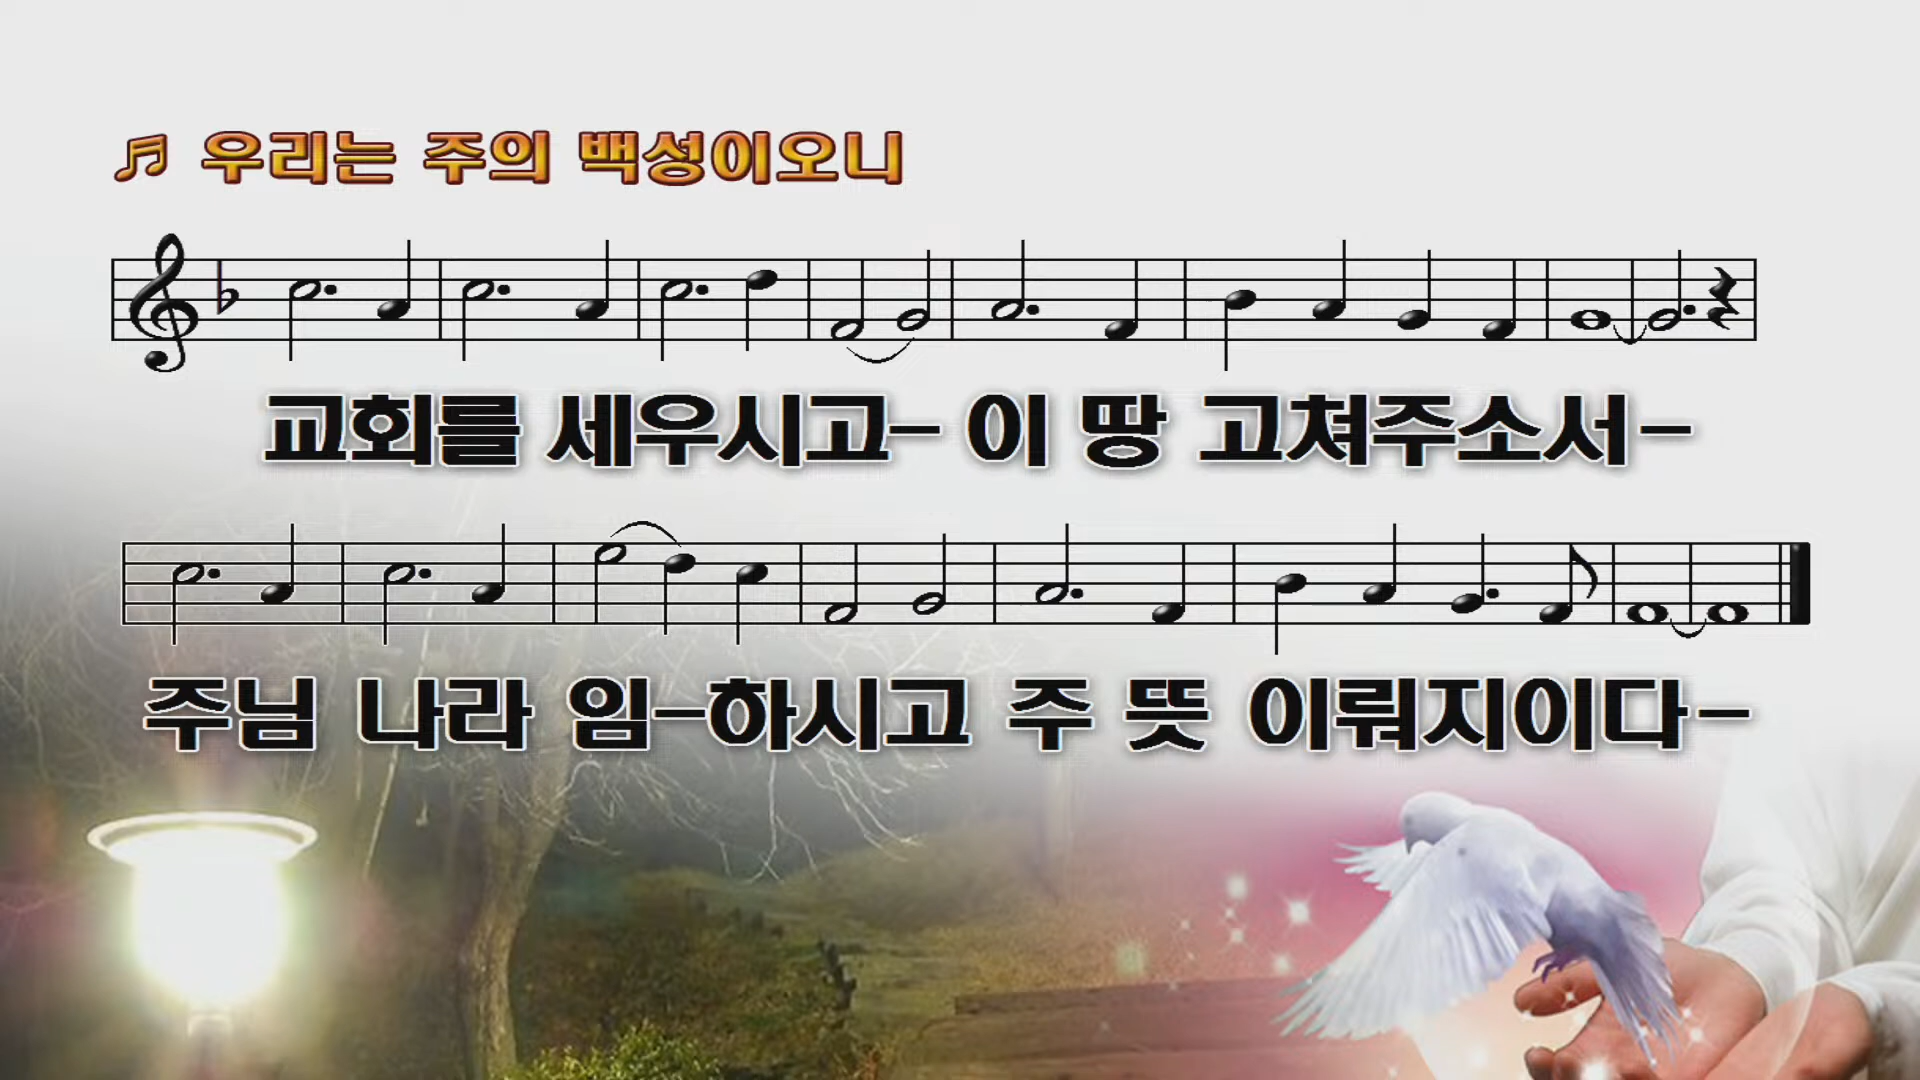 ♬ 우리는 주의 백성이오니
교회를 세우시고- 이 땅 고쳐주소서-
주님 나라 임-하시고 주 뜻 이뤄지이다-